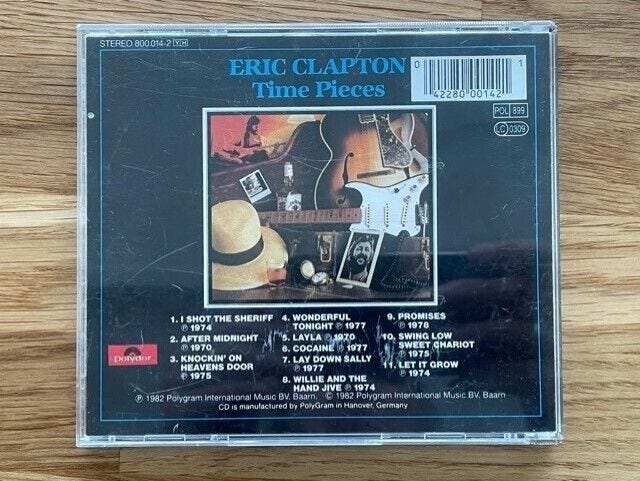 STEREO 800 014-2 Y H
ERIC CLAPTON
Time Pieces
0 42280 00142 1
POL 899
LC 0309
1. I SHOT THE SHERIFF
℗ 1974
2. AFTER MIDNIGHT
℗ 1970
3. KNOCKIN' ON
HEAVENS DOOR
℗ 1975
4. WONDERFUL
TONIGHT ℗ 1977
5. LAYLA ℗ 1970
6. COCAINE ℗ 1977
7. LAY DOWN SALLY
℗ 1977
8. WILLIE AND THE
HAND JIVE ℗ 1974
9. PROMISES
℗ 1978
10. SWING LOW
SWEET CHARIOT
℗ 1975
11. LET IT GROW
℗ 1974
Polydor
℗ 1982 Polygram International Music BV, Baarn. © 1982 Polygram International Music BV, Baarn.
CD is manufactured by PolyGram in Hanover, Germany